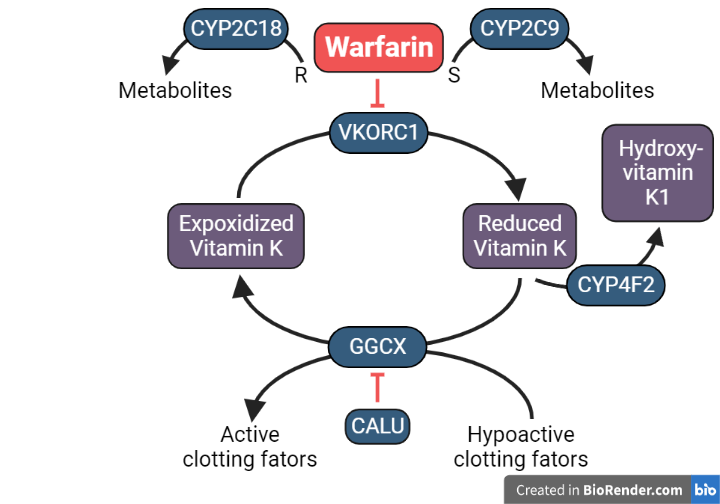 CYP2C18
Warfarin
CYP2C9
R
S
Metabolites
Metabolites
VKORC1
Hydroxy-
vitamin
K1
Expoxidized
Vitamin K
Reduced
Vitamin K
CYP4F2
GGCX
CALU
Active
clotting fators
Hypoactive
clotting fators
Created in BioRender.com bio